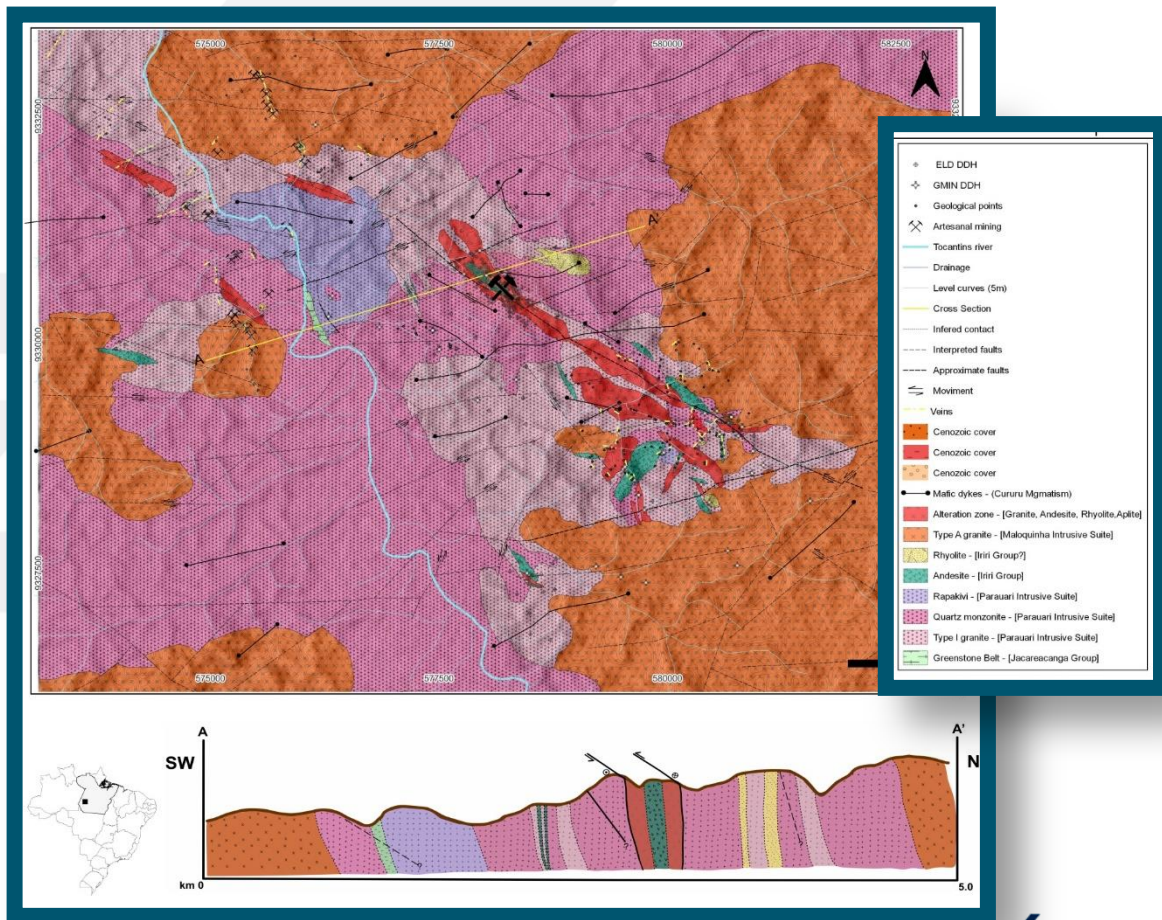 575000
577500
580000
582500
N
9332500
9330000
9327500
A'
A
575000
577500
580000
ELD DDH
GMIN DDH
Geological points
Artesanal mining
Tocantins river
Drainage
Level curves (5m)
Cross Section
Infered contact
Interpreted faults
Approximate faults
Moviment
Veins
Cenozoic cover
Cenozoic cover
Cenozoic cover
Mafic dykes - (Cururu Mgmatism)
Alteration zone - [Granite, Andesite, Rhyolite,Aplite]
Type A granite - [Maloquinha Intrusive Suite]
Rhyolite - [Iriri Group?]
Andesite - [Iriri Group]
Rapakivi - [Parauari Intrusive Suite]
Quartz monzonite - [Parauari Intrusive Suite]
Type I granite - [Parauari Intrusive Suite]
Greenstone Belt - [Jacareacanga Group]
A
A'
SW
N
?
?
?
km 0
5.0